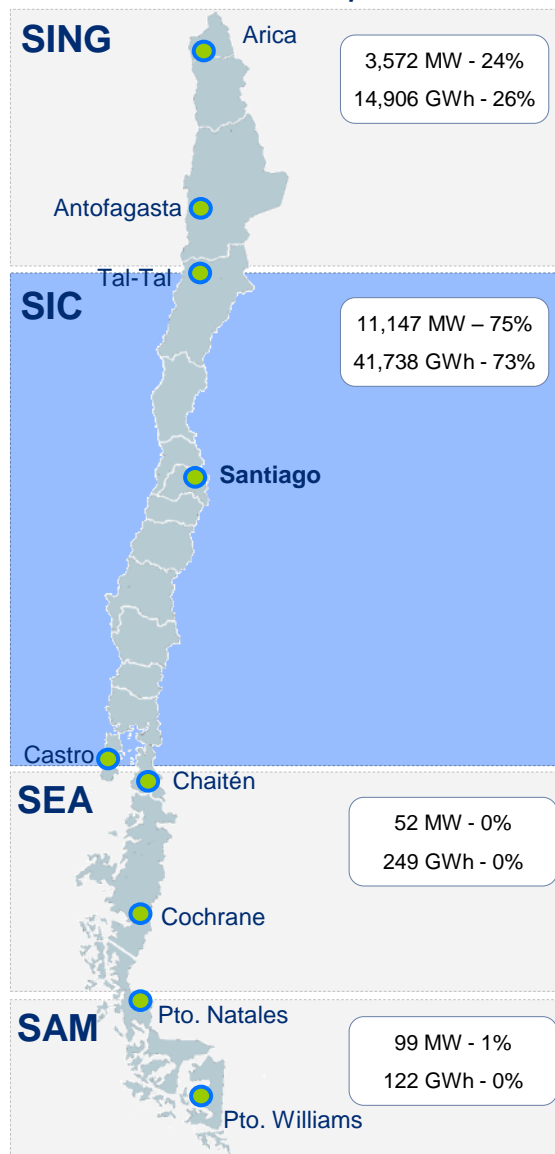 SING
Arica
3,572 MW - 24%
14,906 GWh - 26%
Antofagasta
Tal-Tal
SIC
11,147 MW – 75%
41,738 GWh - 73%
Santiago
Castro
Chaitén
SEA
52 MW - 0%
249 GWh - 0%
Cochrane
Pto. Natales
SAM
99 MW - 1%
122 GWh - 0%
Pto. Williams